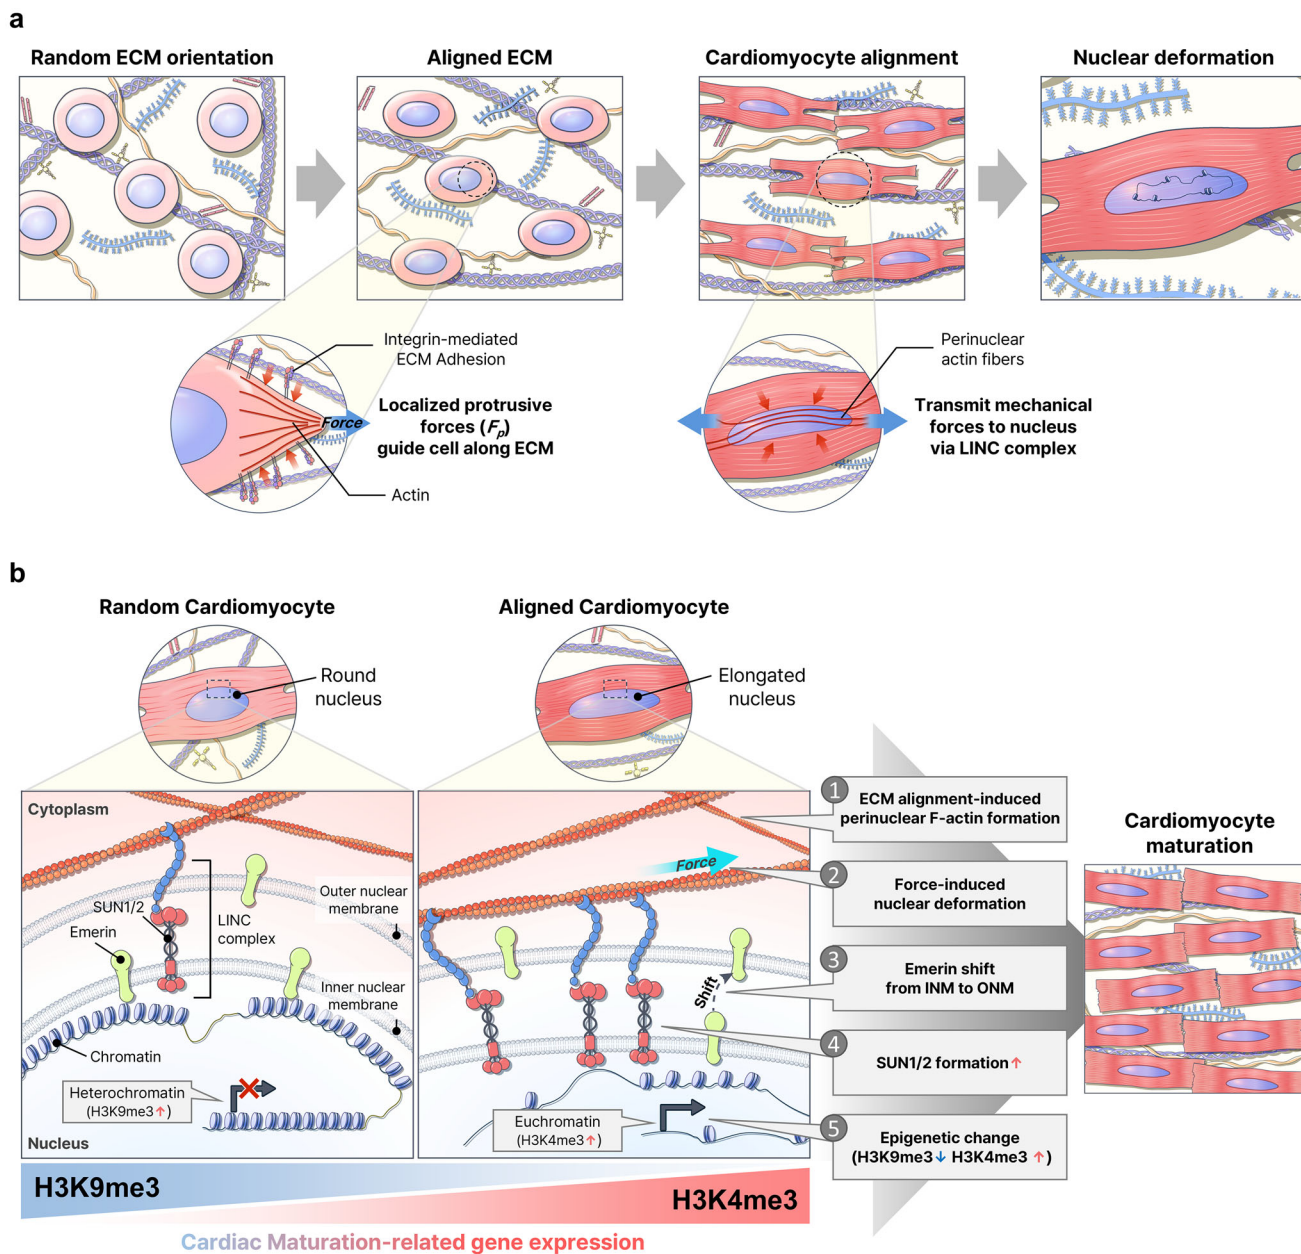 a
Random ECM orientation
Aligned ECM
Cardiomyocyte alignment
Nuclear deformation
Integrin-mediated
ECM Adhesion
Force
Localized protrusive
forces (Fp)
guide cell along ECM
Actin
Perinuclear
actin fibers
Transmit mechanical
forces to nucleus
via LINC complex
b
Random Cardiomyocyte
Aligned Cardiomyocyte
Round
nucleus
Elongated
nucleus
Cytoplasm
SUN1/2
Emerin
LINC
complex
Outer nuclear
membrane
Inner nuclear
membrane
Chromatin
Heterochromatin
(H3K9me3↑)
Nucleus
Force
Shift
Euchromatin
(H3K4me3↑)
1
ECM alignment-induced
perinuclear F-actin formation
2
Force-induced
nuclear deformation
3
Emerin shift
from INM to ONM
4
SUN1/2 formation↑
5
Epigenetic change
(H3K9me3↓ H3K4me3 ↑)
Cardiomyocyte
maturation
H3K9me3
H3K4me3
Cardiac Maturation-related gene expression